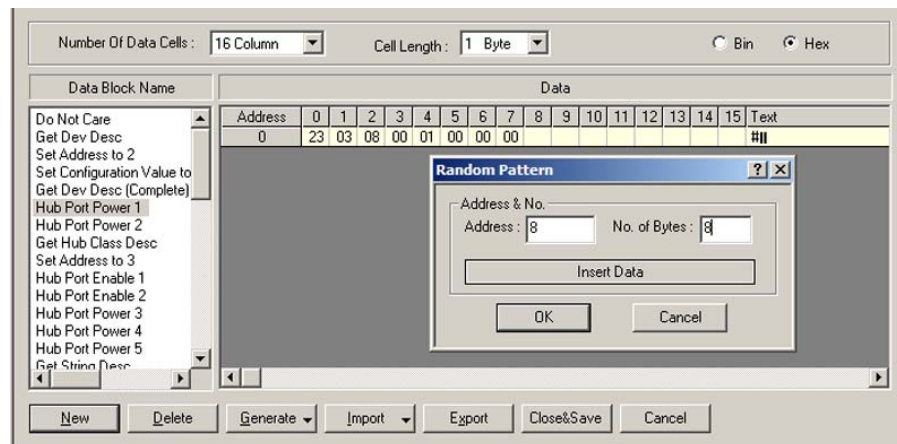 Number Of Data Cells : 16 Column Cell Length : 1 Byte Bin Hex
Data Block Name Data
Do Not Care
Get Dev Desc
Set Address to 2
Set Configuration Value to
Get Dev Desc (Complete)
Hub Port Power 1
Hub Port Power 2
Get Hub Class Desc
Set Address to 3
Hub Port Enable 1
Hub Port Enable 2
Hub Port Power 3
Hub Port Power 4
Hub Port Power 5
Get String Desc
Address 0 1 2 3 4 5 6 7 8 9 10 11 12 13 14 15 Text
0 23 03 08 00 01 00 00 00 #
Random Pattern
Address & No.
Address : 8 No. of Bytes : 8
Insert Data
OK Cancel
New Delete Generate Import Export Close&Save Cancel